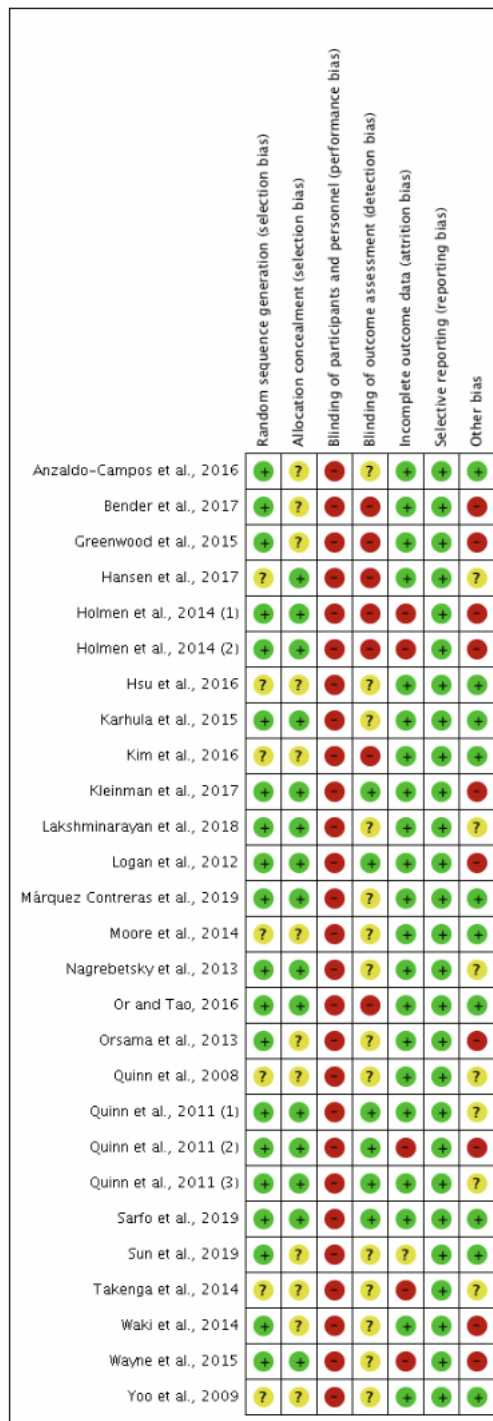 Random sequence generation (selection bias)
Allocation concealment (selection bias)
Blinding of participants and personnel (performance bias)
Blinding of outcome assessment (detection bias)
Incomplete outcome data (attrition bias)
Selective reporting (reporting bias)
Other bias
Anzaldo-Campos et al., 2016 + ? - ? + + +
Bender et al., 2017 + ? - - + + -
Greenwood et al., 2015 + ? - - + + -
Hansen et al., 2017 ? + - - + + ?
Holmen et al., 2014 (1) + + - - - + -
Holmen et al., 2014 (2) + + - - - + -
Hsu et al., 2016 ? ? - ? + + +
Karhula et al., 2015 + + - ? + + +
Kim et al., 2016 ? ? - - + + +
Kleinman et al., 2017 + + - + + + -
Lakshminarayan et al., 2018 + + - ? + + ?
Logan et al., 2012 + + - + + + -
Márquez Contreras et al., 2019 + + - ? + + +
Moore et al., 2014 ? ? - ? + + +
Nagrebetsky et al., 2013 + + - ? + + ?
Or and Tao, 2016 + + - - + + +
Orsama et al., 2013 + ? - ? + + -
Quinn et al., 2008 ? ? - ? + + ?
Quinn et al., 2011 (1) + + - + + + ?
Quinn et al., 2011 (2) + + - + - + -
Quinn et al., 2011 (3) + + - + + + ?
Sarfo et al., 2019 + + - + + + +
Sun et al., 2019 + ? - ? ? + +
Takenga et al., 2014 ? ? - ? - + ?
Waki et al., 2014 + ? - ? + + -
Wayne et al., 2015 + + - ? - + -
Yoo et al., 2009 ? ? - ? + + +